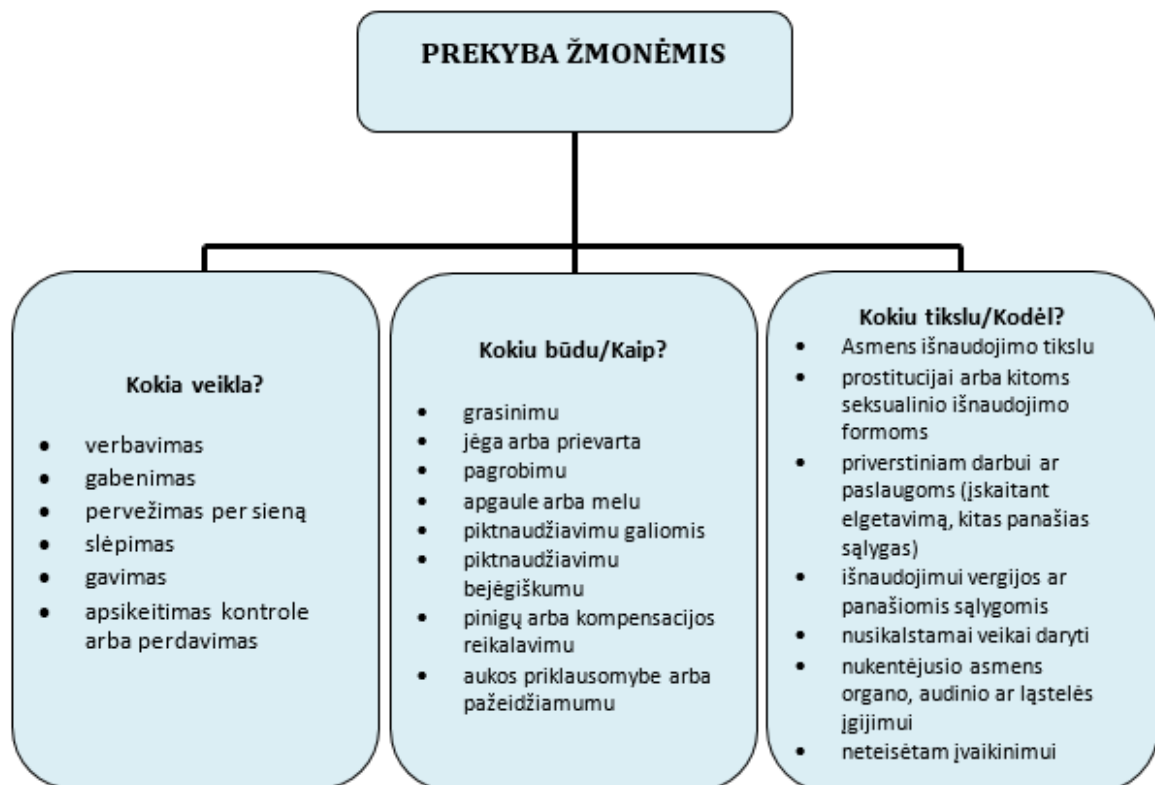 PREKYBA ŽMONĖMIS
Kokia veikla?
• verbavimas
• gabenimas
• pervežimas per sieną
• slėpimas
• gavimas
• apsikeitimas kontrole
arba perdavimas
Kokiu būdu/Kaip?
• grasinimu
• jėga arba prievarta
• pagrobimu
• apgaule arba melu
• piktnaudžiavimu galiomis
• piktnaudžiavimu
bejėgiškumu
• pinigų arba kompensacijos
reikalavimu
• aukos priklausomybe arba
pažeidžiamumu
Kokiu tikslu/Kodėl?
• Asmens išnaudojimo tikslu
• prostitucijai arba kitoms
seksualinio išnaudojimo
formoms
• priverstiniam darbui ar
paslaugoms (įskaitant
elgetavimą, kitas panašias
sąlygas)
• išnaudojimui vergijos ar
panašiomis sąlygomis
• nusikalstamai veikai daryti
• nukentėjusio asmens
organo, audinio ar ląstelės
įgijimui
• neteisėtam įvaikinimui